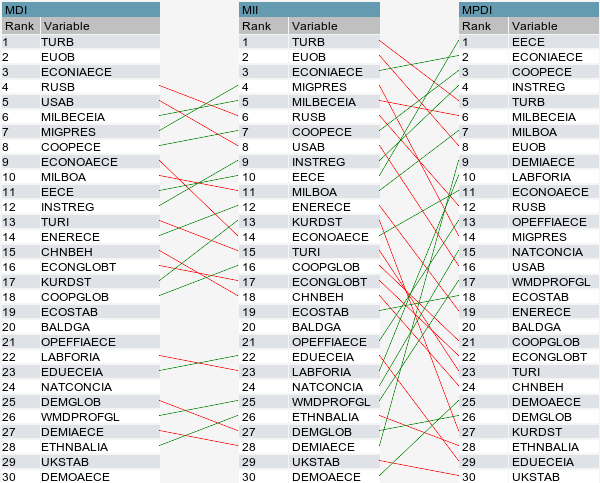 MDI MII MPDI
Rank Variable Rank Variable Rank Variable
1 TURB 1 TURB 1 EECE
2 EUOB 2 EUOB 2 ECONIAECE
3 ECONIAECE 3 ECONIAECE 3 COOPECE
4 RUSB 4 MIGPRES 4 INSTREG
5 USAB 5 MILBECEIA 5 TURB
6 MILBECEIA 6 RUSB 6 MILBECEIA
7 MIGPRES 7 COOPECE 7 MILBOA
8 COOPECE 8 USAB 8 EUOB
9 ECONOAECE 9 INSTREG 9 DEMIAECE
10 MILBOA 10 EECE 10 LABFORIA
11 EECE 11 MILBOA 11 ECONOAECE
12 INSTREG 12 ENERECE 12 RUSB
13 TURI 13 KURDST 13 OPEFFIAECE
14 ENERECE 14 ECONOAECE 14 MIGPRES
15 CHNBEH 15 TURI 15 NATCONCIA
16 ECONGLOBT 16 COOPGLOB 16 USAB
17 KURDST 17 ECONGLOBT 17 WMDPROFGL
18 COOPGLOB 18 CHNBEH 18 ECOSTAB
19 ECOSTAB 19 ECOSTAB 19 ENERECE
20 BALDGA 20 BALDGA 20 BALDGA
21 OPEFFIAECE 21 OPEFFIAECE 21 COOPGLOB
22 LABFORIA 22 EDUECEIA 22 ECONGLOBT
23 EDUECEIA 23 LABFORIA 23 TURI
24 NATCONCIA 24 NATCONCIA 24 CHNBEH
25 DEMGLOB 25 WMDPROFGL 25 DEMOAECE
26 WMDPROFGL 26 ETHNBALIA 26 DEMGLOB
27 DEMIAECE 27 DEMGLOB 27 KURDST
28 ETHNBALIA 28 DEMIAECE 28 ETHNBALIA
29 UKSTAB 29 UKSTAB 29 EDUECEIA
30 DEMOAECE 30 DEMOAECE 30 UKSTAB